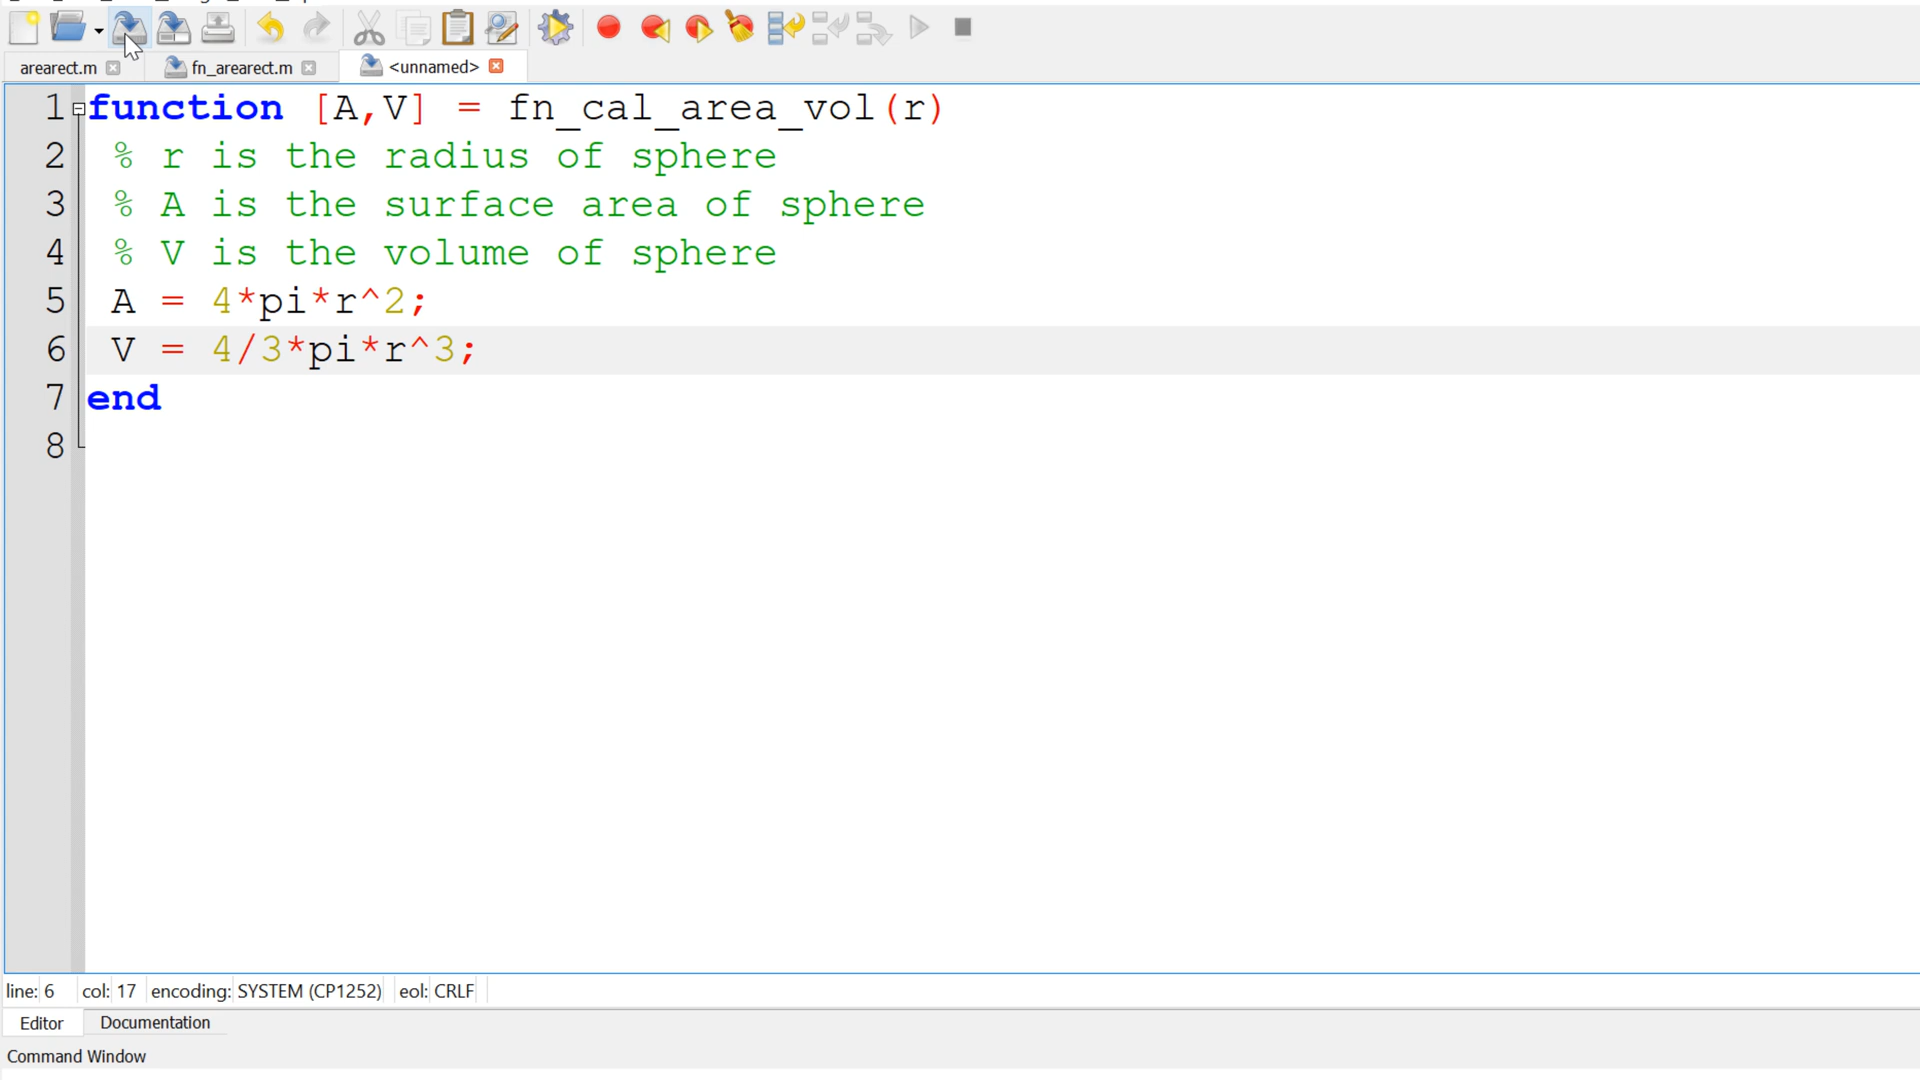 arearect.m fn_arearect.m <unnamed>
1 function [A,V] = fn_cal_area_vol(r)
2 % r is the radius of sphere
3 % A is the surface area of sphere
4 % V is the volume of sphere
5 A = 4*pi*r^2;
6 V = 4/3*pi*r^3;
7 end
8
line: 6 col: 17 encoding: SYSTEM (CP1252) eol: CRLF
Editor Documentation
Command Window